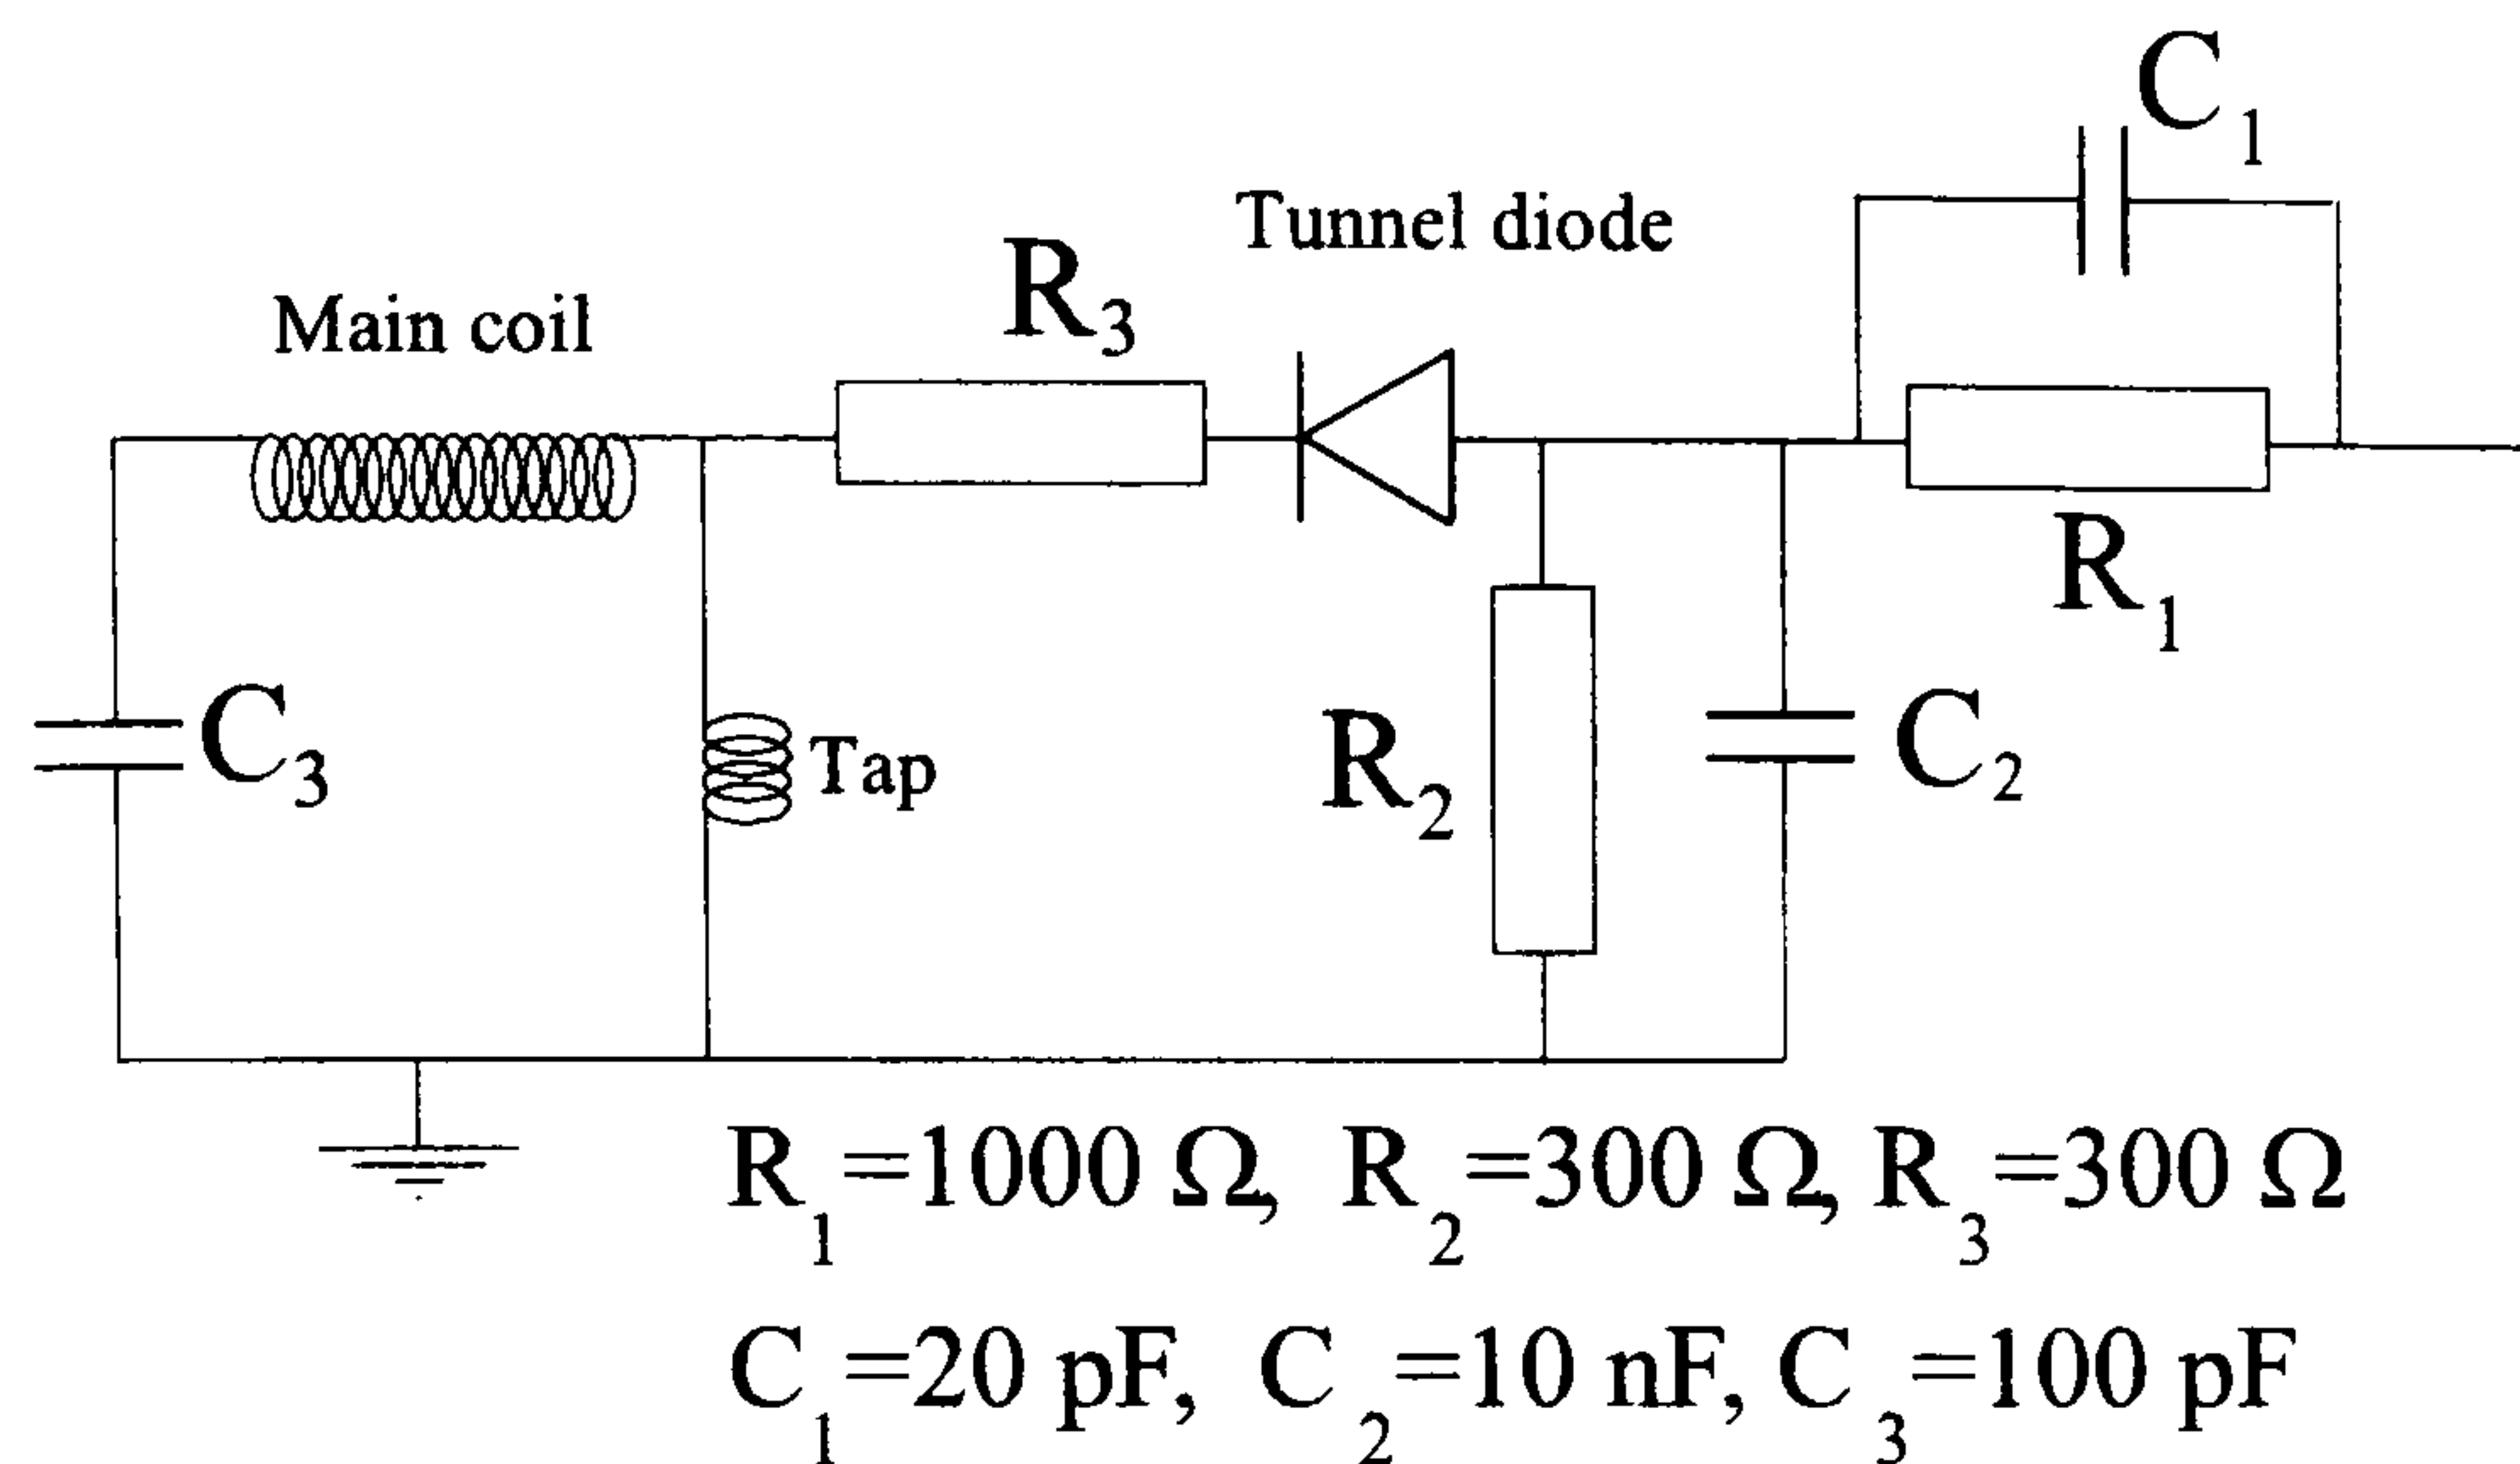 C₁
Tunnel diode
R₃
Main coil
R₁
C₃
Tap
R₂
C₂
R₁=1000 Ω, R₂=300 Ω, R₃=300 Ω
C₁=20 pF, C₂=10 nF, C₃=100 pF